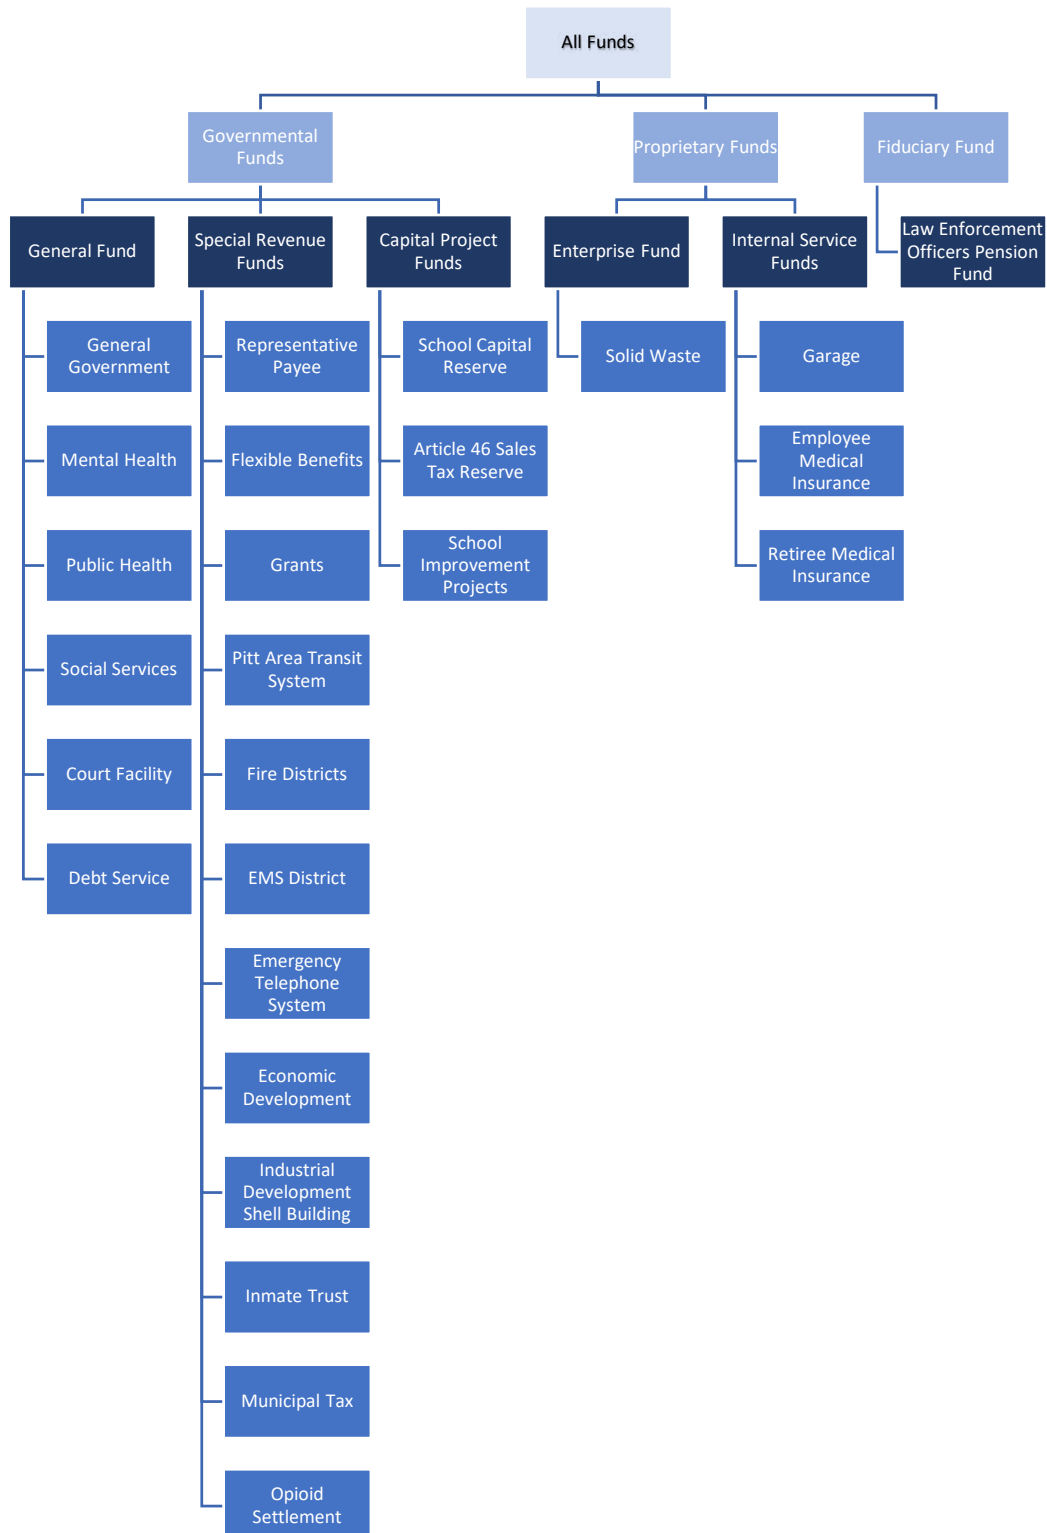 All Funds
Governmental
Funds
Proprietary Funds
Fiduciary Fund
General Fund
Special Revenue
Funds
Capital Project
Funds
Enterprise Fund
Internal Service
Funds
Law Enforcement
Officers Pension
Fund
General
Government
Mental Health
Public Health
Social Services
Court Facility
Debt Service
Representative
Payee
Flexible Benefits
Grants
Pitt Area Transit
System
Fire Districts
EMS District
Emergency
Telephone
System
Economic
Development
Industrial
Development
Shell Building
Inmate Trust
Municipal Tax
Opioid
Settlement
School Capital
Reserve
Article 46 Sales
Tax Reserve
School
Improvement
Projects
Solid Waste
Garage
Employee
Medical
Insurance
Retiree Medical
Insurance